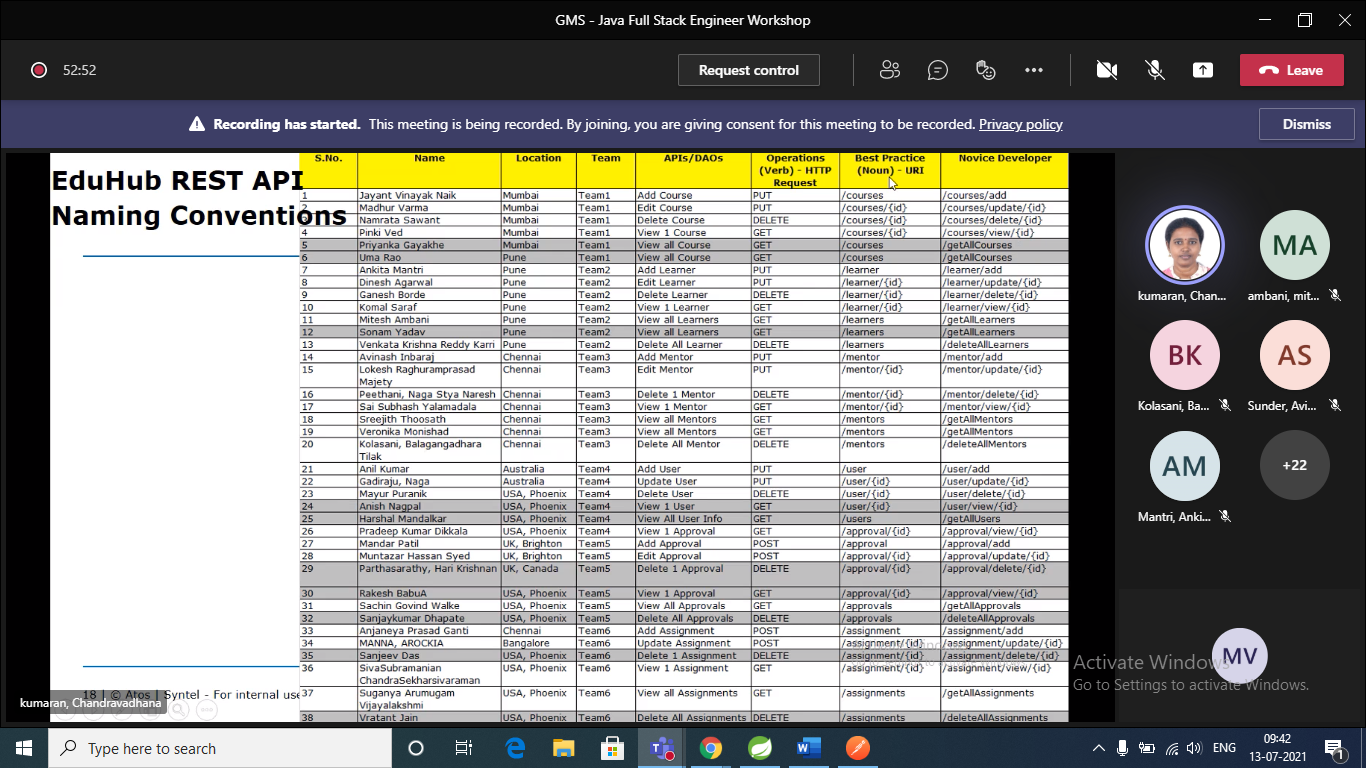 GMS - Java Full Stack Engineer Workshop
52:52
Request control
Leave
Recording has started. This meeting is being recorded. By joining, you are giving consent for this meeting to be recorded. Privacy policy
Dismiss
EduHub REST API
Naming Conventions
S.No. Name Location Team APIs/DAOs Operations (Verb) - HTTP Request Best Practice (Noun) - URI Novice Developer
1 Jayant Vinayak Naik Mumbai Team1 Add Course PUT /courses /courses/add
2 Madhur Varma Mumbai Team1 Edit Course PUT /courses/{id} /courses/update/{id}
3 Namrata Sawant Mumbai Team1 Delete Course DELETE /courses/{id} /courses/delete/{id}
4 Pinki Ved Mumbai Team1 View 1 Course GET /courses/{id} /courses/view/{id}
5 Priyanka Gayakhe Mumbai Team1 View all Course GET /courses /getAllCourses
6 Uma Rao Pune Team1 View all Course GET /courses /getAllCourses
7 Ankita Mantri Pune Team2 Add Learner PUT /learner /learner/add
8 Dinesh Agarwal Pune Team2 Edit Learner PUT /learner/{id} /learner/update/{id}
9 Ganesh Borde Pune Team2 Delete Learner DELETE /learner/{id} /learner/delete/{id}
10 Komal Saraf Pune Team2 View 1 Learner GET /learner/{id} /learner/view/{id}
11 Mitesh Ambani Pune Team2 View all Learners GET /learners /getAllLearners
12 Sonam Yadav Pune Team2 View all Learners GET /learners /getAllLearners
13 Venkata Krishna Reddy Karri Pune Team2 Delete All Learner DELETE /learners /deleteAllLearners
14 Avinash Inbaraj Chennai Team3 Add Mentor PUT /mentor /mentor/add
15 Lokesh Raghuramprasad Majety Chennai Team3 Edit Mentor PUT /mentor/{id} /mentor/update/{id}
16 Peethani, Naga Stya Naresh Chennai Team3 Delete 1 Mentor DELETE /mentor/{id} /mentor/delete/{id}
17 Sai Subhash Yalamadala Chennai Team3 View 1 Mentor GET /mentor/{id} /mentor/view/{id}
18 Sreejith Thoosath Chennai Team3 View all Mentors GET /mentors /getAllMentors
19 Veronika Monishad Chennai Team3 View all Mentors GET /mentors /getAllMentors
20 Kolasani, Balagangadhara Tilak Chennai Team3 Delete All Mentor DELETE /mentors /deleteAllMentors
21 Anil Kumar Australia Team4 Add User PUT /user /user/add
22 Gadiraju, Naga Australia Team4 Update User PUT /user/{id} /user/update/{id}
23 Mayur Puranik USA, Phoenix Team4 Delete User DELETE /user/{id} /user/delete/{id}
24 Anish Nagpal USA, Phoenix Team4 View 1 User GET /user/{id} /user/view/{id}
25 Harshal Mandalkar USA, Phoenix Team4 View All User Info GET /users /getAllUsers
26 Pradeep Kumar Dikkala USA, Phoenix Team4 View 1 Approval GET /approval/{id} /approval/view/{id}
27 Mandar Patil UK, Brighton Team5 Add Approval POST /approval /approval/add
28 Muntazar Hassan Syed UK, Brighton Team5 Edit Approval POST /approval/{id} /approval/update/{id}
29 Parthasarathy, Hari Krishnan UK, Canada Team5 Delete 1 Approval DELETE /approval/{id} /approval/delete/{id}
30 Rakesh BabuA USA, Phoenix Team5 View 1 Approval GET /approval/{id} /approval/view/{id}
31 Sachin Govind Walke USA, Phoenix Team5 View All Approvals GET /approvals /getAllApprovals
32 Sanjaykumar Dhapate USA, Phoenix Team5 Delete All Approvals DELETE /approvals /deleteAllApprovals
33 Anjaneya Prasad Ganti Chennai Team6 Add Assignment POST /assignment /assignment/add
34 MANNA, AROCKIA Bangalore Team6 Update Assignment POST /assignment/{id} /assignment/update/{id}
35 Sanjeev Das USA, Phoenix Team6 Delete 1 Assignment DELETE /assignment/{id} /assignment/delete/{id}
36 SivaSubramanian ChandraSekharsivaraman USA, Phoenix Team6 View 1 Assignment GET /assignment/{id} /assignment/view/{id}
37 Suganya Arumugam Vijayalakshmi USA, Phoenix Team6 View all Assignments GET /assignments /getAllAssignments
38 Vratant Jain USA, Phoenix Team6 Delete All Assignments DELETE /assignments /deleteAllAssignments
18 | © Atos | Syntel - For internal use
kumaran, Chandravadhana
kumaran, Chan...
MA
ambani, mit...
BK
Kolasani, Ba...
AS
Sunder, Avi...
AM
Mantri, Anki...
+22
MV
Activate Windows
Go to Settings to activate Windows.
Type here to search
ENG
09:42
13-07-2021
1